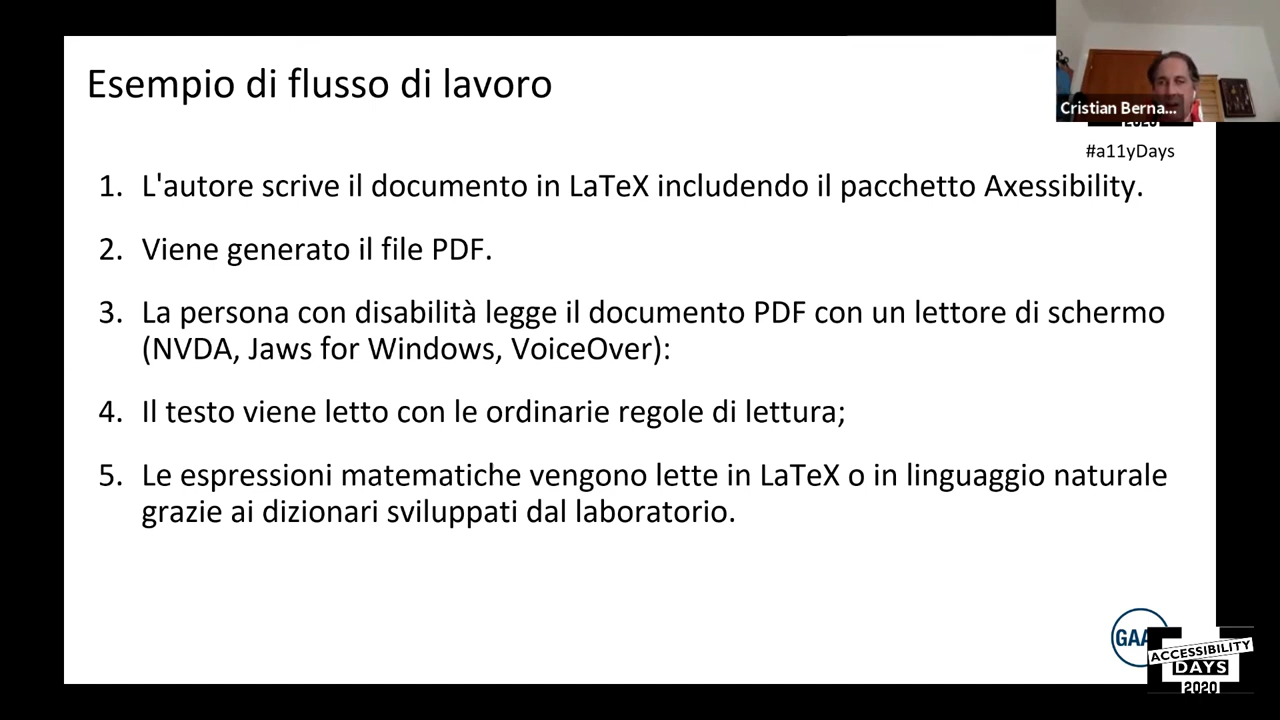 Esempio di flusso di lavoro
Cristian Berna...
2020
#a11yDays
1. L'autore scrive il documento in LaTeX includendo il pacchetto Axessibility.
2. Viene generato il file PDF.
3. La persona con disabilità legge il documento PDF con un lettore di schermo
(NVDA, Jaws for Windows, VoiceOver):
4. Il testo viene letto con le ordinarie regole di lettura;
5. Le espressioni matematiche vengono lette in LaTeX o in linguaggio naturale
grazie ai dizionari sviluppati dal laboratorio.
ACCESSIBILITY
DAYS
2020